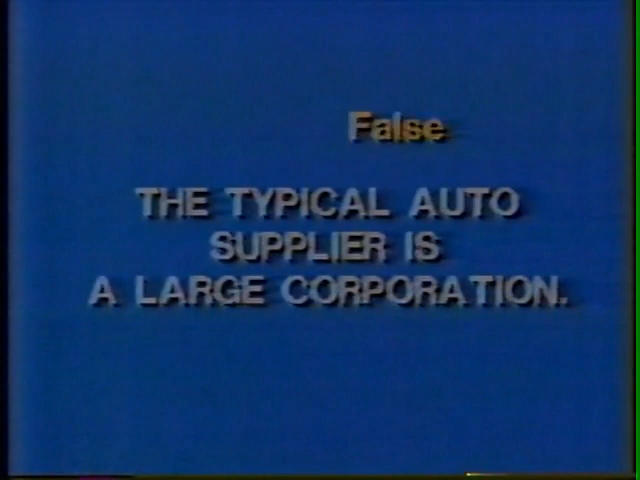 False
THE TYPICAL AUTO
SUPPLIER IS
A LARGE CORPORATION.